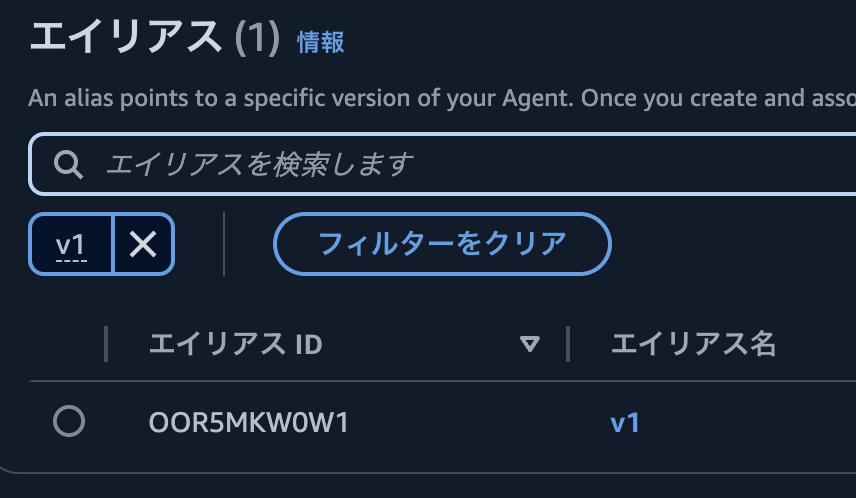 エイリアス (1) 情報
An alias points to a specific version of your Agent. Once you create and asso
エイリアスを検索します
v1 フィルターをクリア
エイリアス ID エイリアス名
OOR5MKW0W1 v1